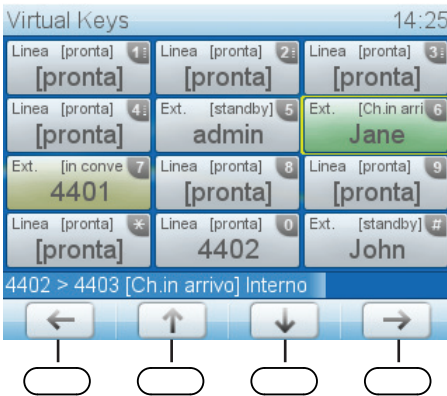 Virtual Keys 14:25
Linea [pronta] 1 Linea [pronta] 2 Linea [pronta] 3
[pronta] [pronta] [pronta]
Linea [pronta] 4 Ext. [standby] 5 Ext. [Ch.in arri 6
[pronta] admin Jane
Ext. [in conve 7 Linea [pronta] 8 Linea [pronta] 9
4401 [pronta] [pronta]
Linea [pronta] * Linea [pronta] 0 Ext. [standby] #
[pronta] 4402 John
4402 > 4403 [Ch.in arrivo] Interno